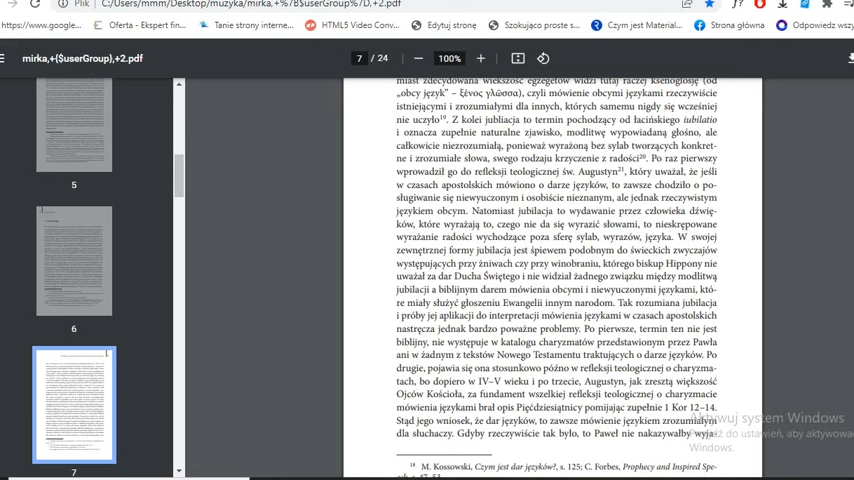 Plik C:/Users/mmm/Desktop/muzyka/mirka,+%7B$userGroup%7D,+2.pdf
https://www.google... Oferta - Ekspert fin... Tanie strony interne... HTML5 Video Conv... Edytuj stronę Szokująco proste s... Czym jest Material... Strona główna Odpowiedz wszys
mirka,+{$userGroup},+2.pdf 7 / 24 100%
5
6
7
miast zdecydowana większość egzegetów widzi tutaj raczej ksenoglosję (od
„obcy język” – ξένος γλῶσσα), czyli mówienie obcymi językami rzeczywiście
istniejącymi i zrozumiałymi dla innych, których samemu nigdy się wcześniej
nie uczyło¹⁹. Z kolei jubliacja to termin pochodzący od łacińskiego iubilatio
i oznacza zupełnie naturalne zjawisko, modlitwę wypowiadaną głośno, ale
całkowicie niezrozumiałą, ponieważ wyrażoną bez sylab tworzących konkret-
ne i zrozumiałe słowa, swego rodzaju krzyczenie z radości²⁰. Po raz pierwszy
wprowadził go do refleksji teologicznej św. Augustyn²¹, który uważał, że jeśli
w czasach apostolskich mówiono o darze języków, to zawsze chodziło o po-
sługiwanie się niewyuczonym i osobiście nieznanym, ale jednak rzeczywistym
językiem obcym. Natomiast jubilacja to wydawanie przez człowieka dźwię-
ków, które wyrażają to, czego nie da się wyrazić słowami, to nieskrępowane
wyrażanie radości wychodzące poza sferę sylab, wyrazów, języka. W swojej
zewnętrznej formy jubilacja jest śpiewem podobnym do świeckich zwyczajów
występujących przy żniwach czy przy winobraniu, którego biskup Hippony nie
uważał za dar Ducha Świętego i nie widział żadnego związku między modlitwą
jubilacji a biblijnym darem mówienia obcymi i niewyuczonymi językami, któ-
re miały służyć głoszeniu Ewangelii innym narodom. Tak rozumiana jubilacja
i próby jej aplikacji do interpretacji mówienia językami w czasach apostolskich
nastręcza jednak bardzo poważne problemy. Po pierwsze, termin ten nie jest
biblijny, nie występuje w katalogu charyzmatów przedstawionym przez Pawła
ani w żadnym z tekstów Nowego Testamentu traktujących o darze języków. Po
drugie, pojawia się ona stosunkowo późno w refleksji teologicznej o charyzma-
tach, bo dopiero w IV–V wieku i po trzecie, Augustyn, jak zresztą większość
Ojców Kościoła, za fundament wszelkiej refleksji teologicznej o charyzmacie
mówienia językami brał opis Pięćdziesiątnicy pomijając zupełnie 1 Kor 12–14.
Stąd jego wniosek, że dar języków, to zawsze mówienie językiem zrozumiałym
dla słuchaczy. Gdyby rzeczywiście tak było, to Paweł nie nakazywałby wyja-
¹⁸ M. Kossowski, Czym jest dar języków?, s. 125; C. Forbes, Prophecy and Inspired Spe-
Aktywuj system Windows
Przejdź do ustawień, aby aktywować
Windows.